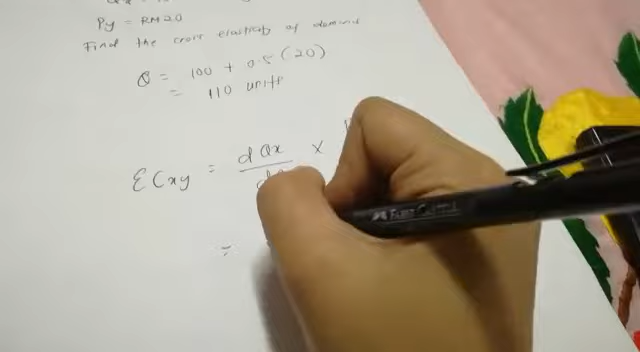 Py = RM20
Find the cross elasticity of demand
Q = 100 + 0.5 (20)
= 110 units
ECxy = dQx ×
=
Faber-Castell